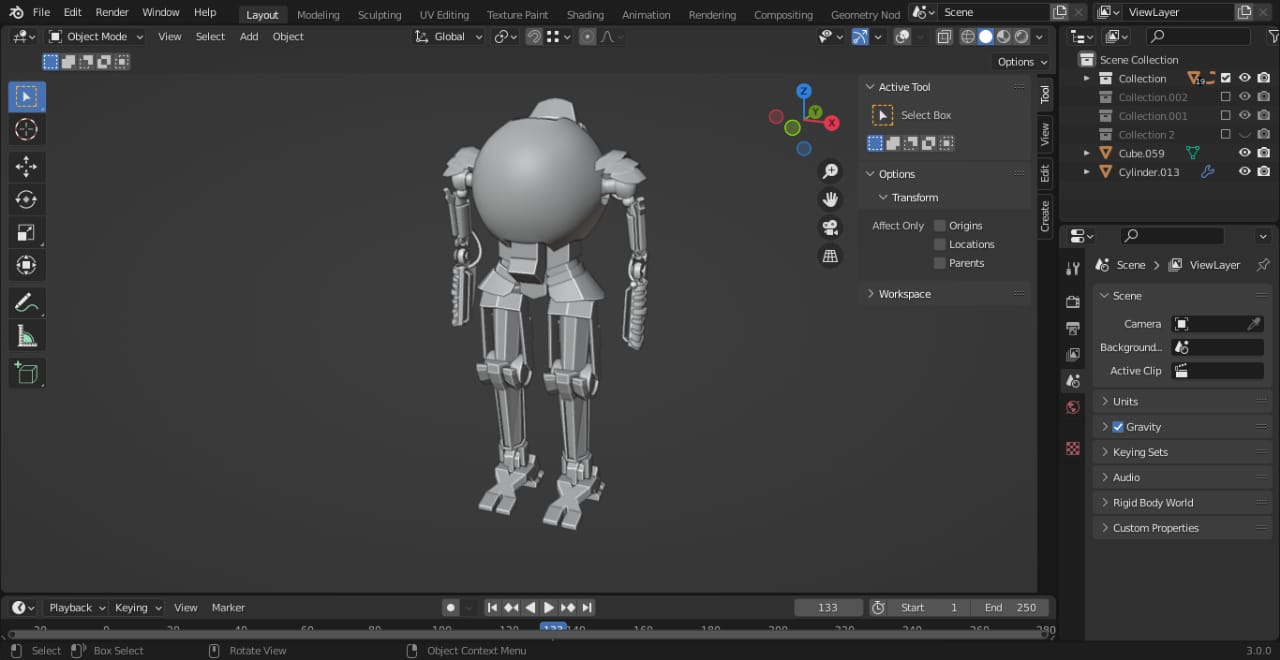 File Edit Render Window Help Layout Modeling Sculpting UV Editing Texture Paint Shading Animation Rendering Compositing Geometry Nod Scene ViewLayer
Object Mode View Select Add Object Global
Options
Active Tool
Select Box
Options
Transform
Affect Only Origins
Locations
Parents
Workspace
Tool
View
Edit
Create
Z
Y
X
Scene Collection
Collection 19
Collection.002
Collection.001
Collection 2
Cube.059
Cylinder.013
Scene ViewLayer
Scene
Camera
Background...
Active Clip
Units
Gravity
Keying Sets
Audio
Rigid Body World
Custom Properties
Playback Keying View Marker 133 Start 1 End 250
-20 0 20 40 60 80 100 120 133 140 160 180 200 220 240 260 280
Select Box Select Rotate View Object Context Menu 3.0.0